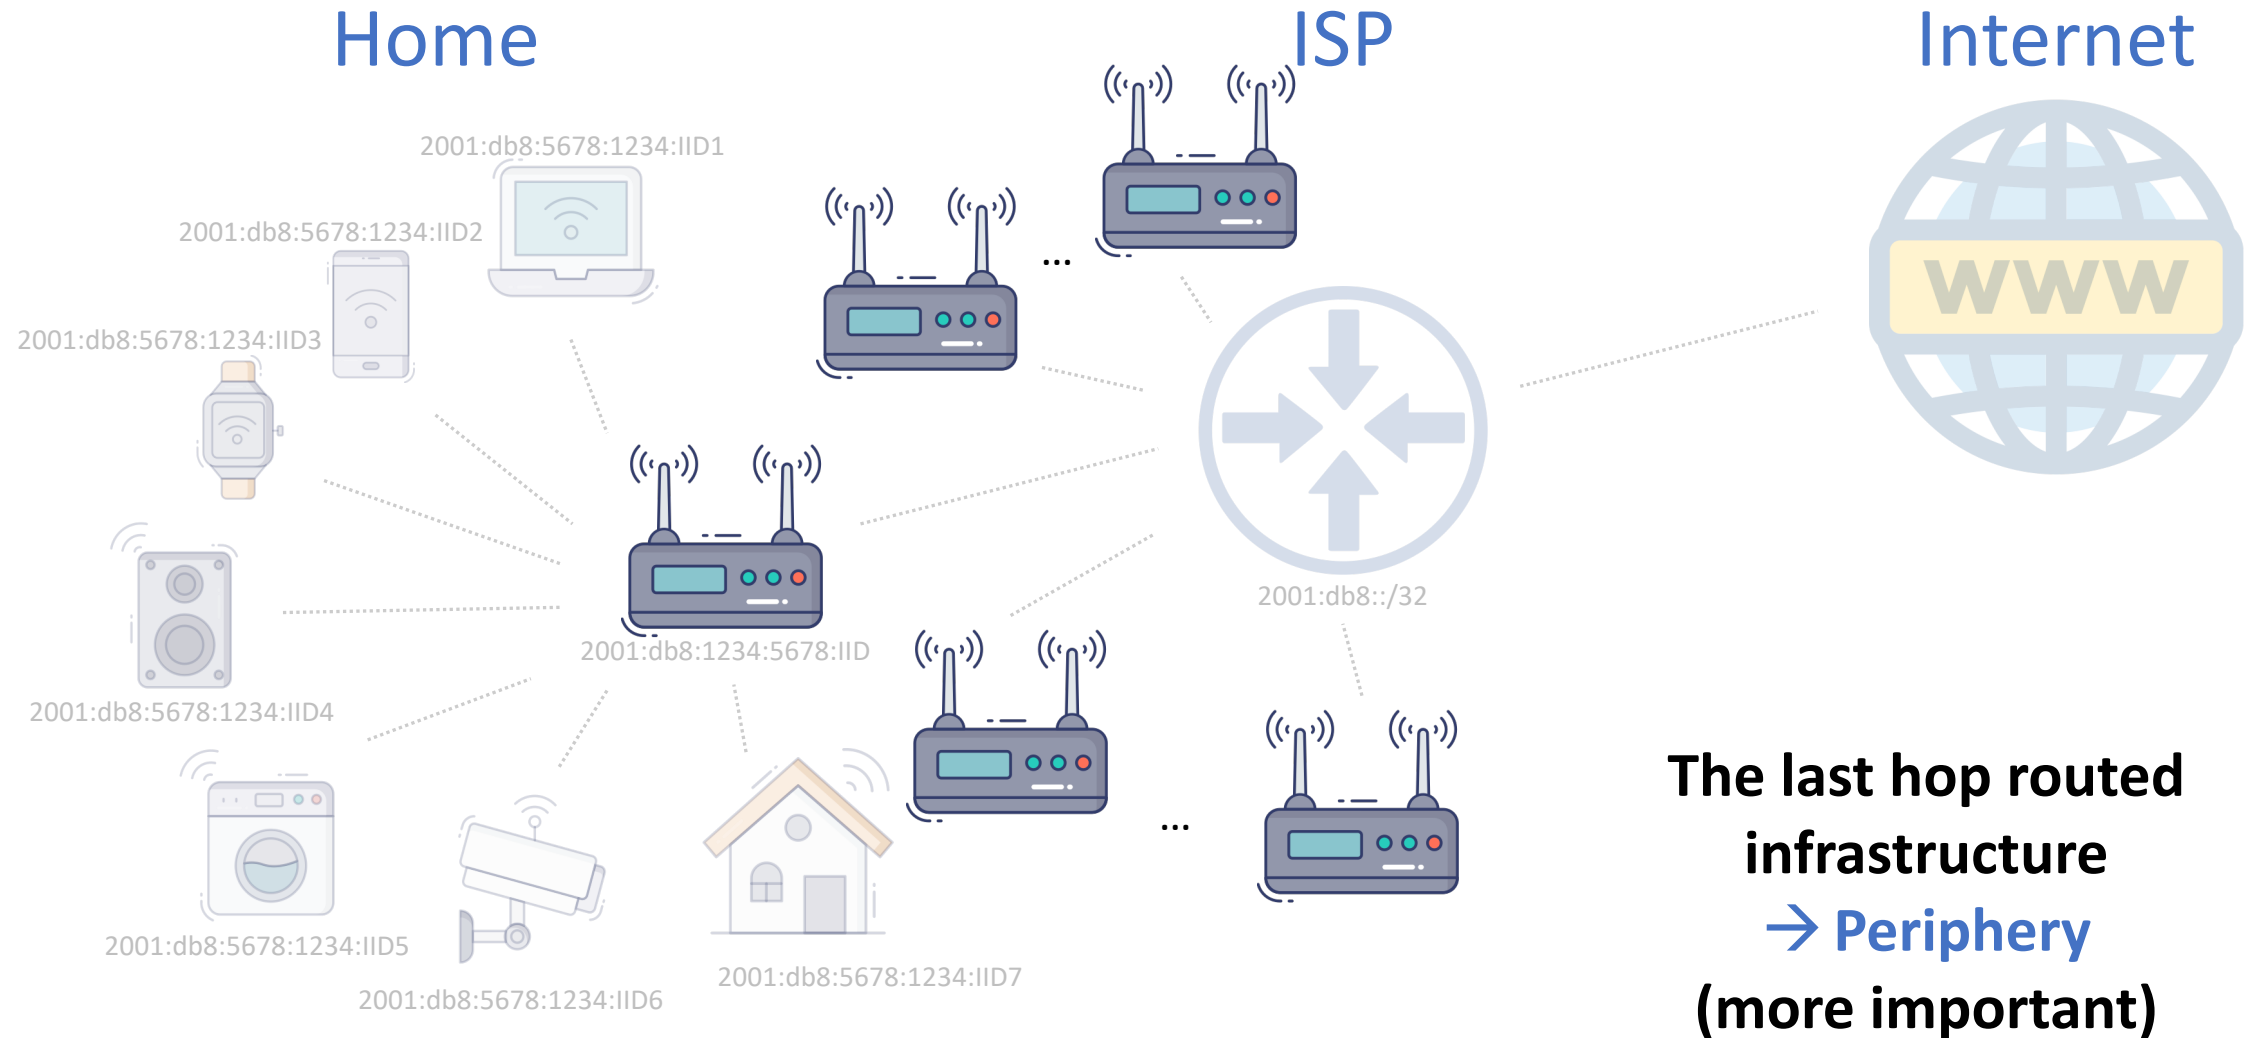 Home
ISP
Internet
2001:db8:5678:1234:IID1
2001:db8:5678:1234:IID2
...
www
2001:db8:5678:1234:IID3
2001:db8::/32
2001:db8:1234:5678:IID
2001:db8:5678:1234:IID4
...
2001:db8:5678:1234:IID5
2001:db8:5678:1234:IID6
2001:db8:5678:1234:IID7
The last hop routed
infrastructure
→ Periphery
(more important)